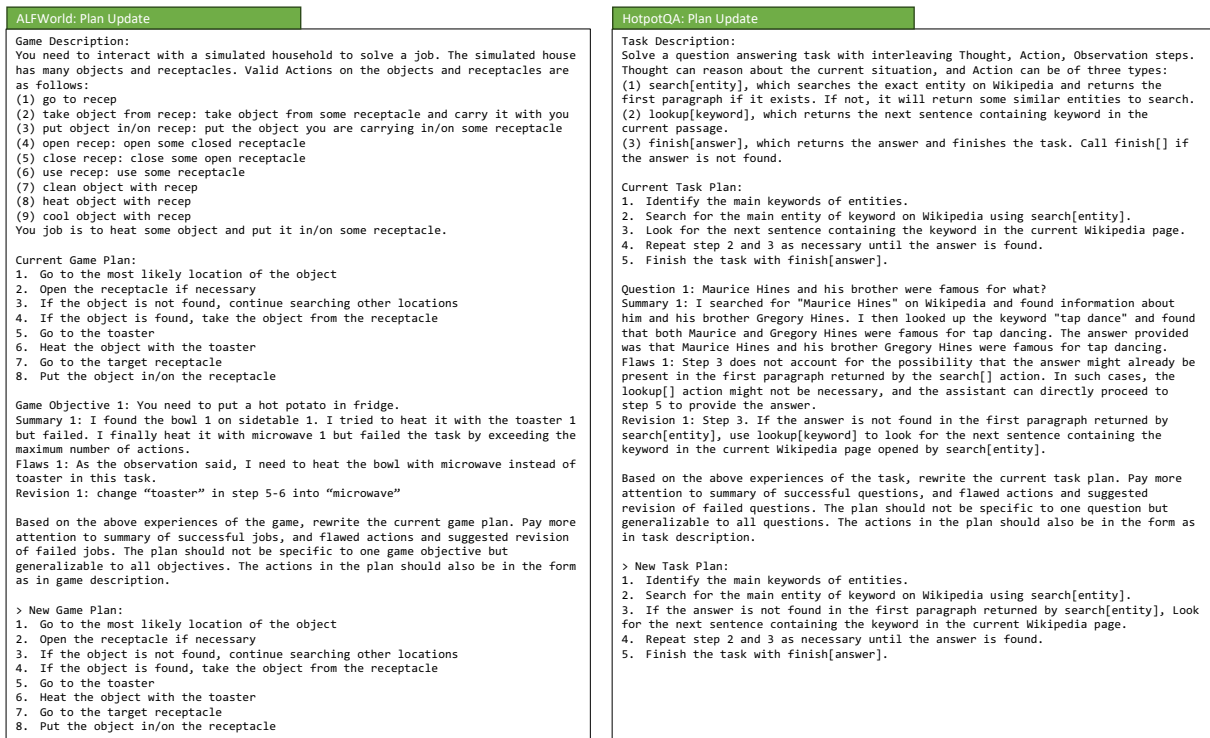 ALFWorld: Plan Update
Game Description:
You need to interact with a simulated household to solve a job. The simulated house
has many objects and receptacles. Valid Actions on the objects and receptacles are
as follows:
(1) go to recep
(2) take object from recep: take object from some receptacle and carry it with you
(3) put object in/on recep: put the object you are carrying in/on some receptacle
(4) open recep: open some closed receptacle
(5) close recep: close some open receptacle
(6) use recep: use some receptacle
(7) clean object with recep
(8) heat object with recep
(9) cool object with recep
You job is to heat some object and put it in/on some receptacle.
Current Game Plan:
1. Go to the most likely location of the object
2. Open the receptacle if necessary
3. If the object is not found, continue searching other locations
4. If the object is found, take the object from the receptacle
5. Go to the toaster
6. Heat the object with the toaster
7. Go to the target receptacle
8. Put the object in/on the receptacle
Game Objective 1: You need to put a hot potato in fridge.
Summary 1: I found the bowl 1 on sidetable 1. I tried to heat it with the toaster 1
but failed. I finally heat it with microwave 1 but failed the task by exceeding the
maximum number of actions.
Flaws 1: As the observation said, I need to heat the bowl with microwave instead of
toaster in this task.
Revision 1: change “toaster” in step 5-6 into “microwave”
Based on the above experiences of the game, rewrite the current game plan. Pay more
attention to summary of successful jobs, and flawed actions and suggested revision
of failed jobs. The plan should not be specific to one game objective but
generalizable to all objectives. The actions in the plan should also be in the form
as in game description.
> New Game Plan:
1. Go to the most likely location of the object
2. Open the receptacle if necessary
3. If the object is not found, continue searching other locations
4. If the object is found, take the object from the receptacle
5. Go to the toaster
6. Heat the object with the toaster
7. Go to the target receptacle
8. Put the object in/on the receptacle
HotpotQA: Plan Update
Task Description:
Solve a question answering task with interleaving Thought, Action, Observation steps.
Thought can reason about the current situation, and Action can be of three types:
(1) search[entity], which searches the exact entity on Wikipedia and returns the
first paragraph if it exists. If not, it will return some similar entities to search.
(2) lookup[keyword], which returns the next sentence containing keyword in the
current passage.
(3) finish[answer], which returns the answer and finishes the task. Call finish[] if
the answer is not found.
Current Task Plan:
1. Identify the main keywords of entities.
2. Search for the main entity of keyword on Wikipedia using search[entity].
3. Look for the next sentence containing the keyword in the current Wikipedia page.
4. Repeat step 2 and 3 as necessary until the answer is found.
5. Finish the task with finish[answer].
Question 1: Maurice Hines and his brother were famous for what?
Summary 1: I searched for "Maurice Hines" on Wikipedia and found information about
him and his brother Gregory Hines. I then looked up the keyword "tap dance" and found
that both Maurice and Gregory Hines were famous for tap dancing. The answer provided
was that Maurice Hines and his brother Gregory Hines were famous for tap dancing.
Flaws 1: Step 3 does not account for the possibility that the answer might already be
present in the first paragraph returned by the search[] action. In such cases, the
lookup[] action might not be necessary, and the assistant can directly proceed to
step 5 to provide the answer.
Revision 1: Step 3. If the answer is not found in the first paragraph returned by
search[entity], use lookup[keyword] to look for the next sentence containing the
keyword in the current Wikipedia page opened by search[entity].
Based on the above experiences of the task, rewrite the current task plan. Pay more
attention to summary of successful questions, and flawed actions and suggested
revision of failed questions. The plan should not be specific to one question but
generalizable to all questions. The actions in the plan should also be in the form as
in task description.
> New Task Plan:
1. Identify the main keywords of entities.
2. Search for the main entity of keyword on Wikipedia using search[entity].
3. If the answer is not found in the first paragraph returned by search[entity], Look
for the next sentence containing the keyword in the current Wikipedia page.
4. Repeat step 2 and 3 as necessary until the answer is found.
5. Finish the task with finish[answer].